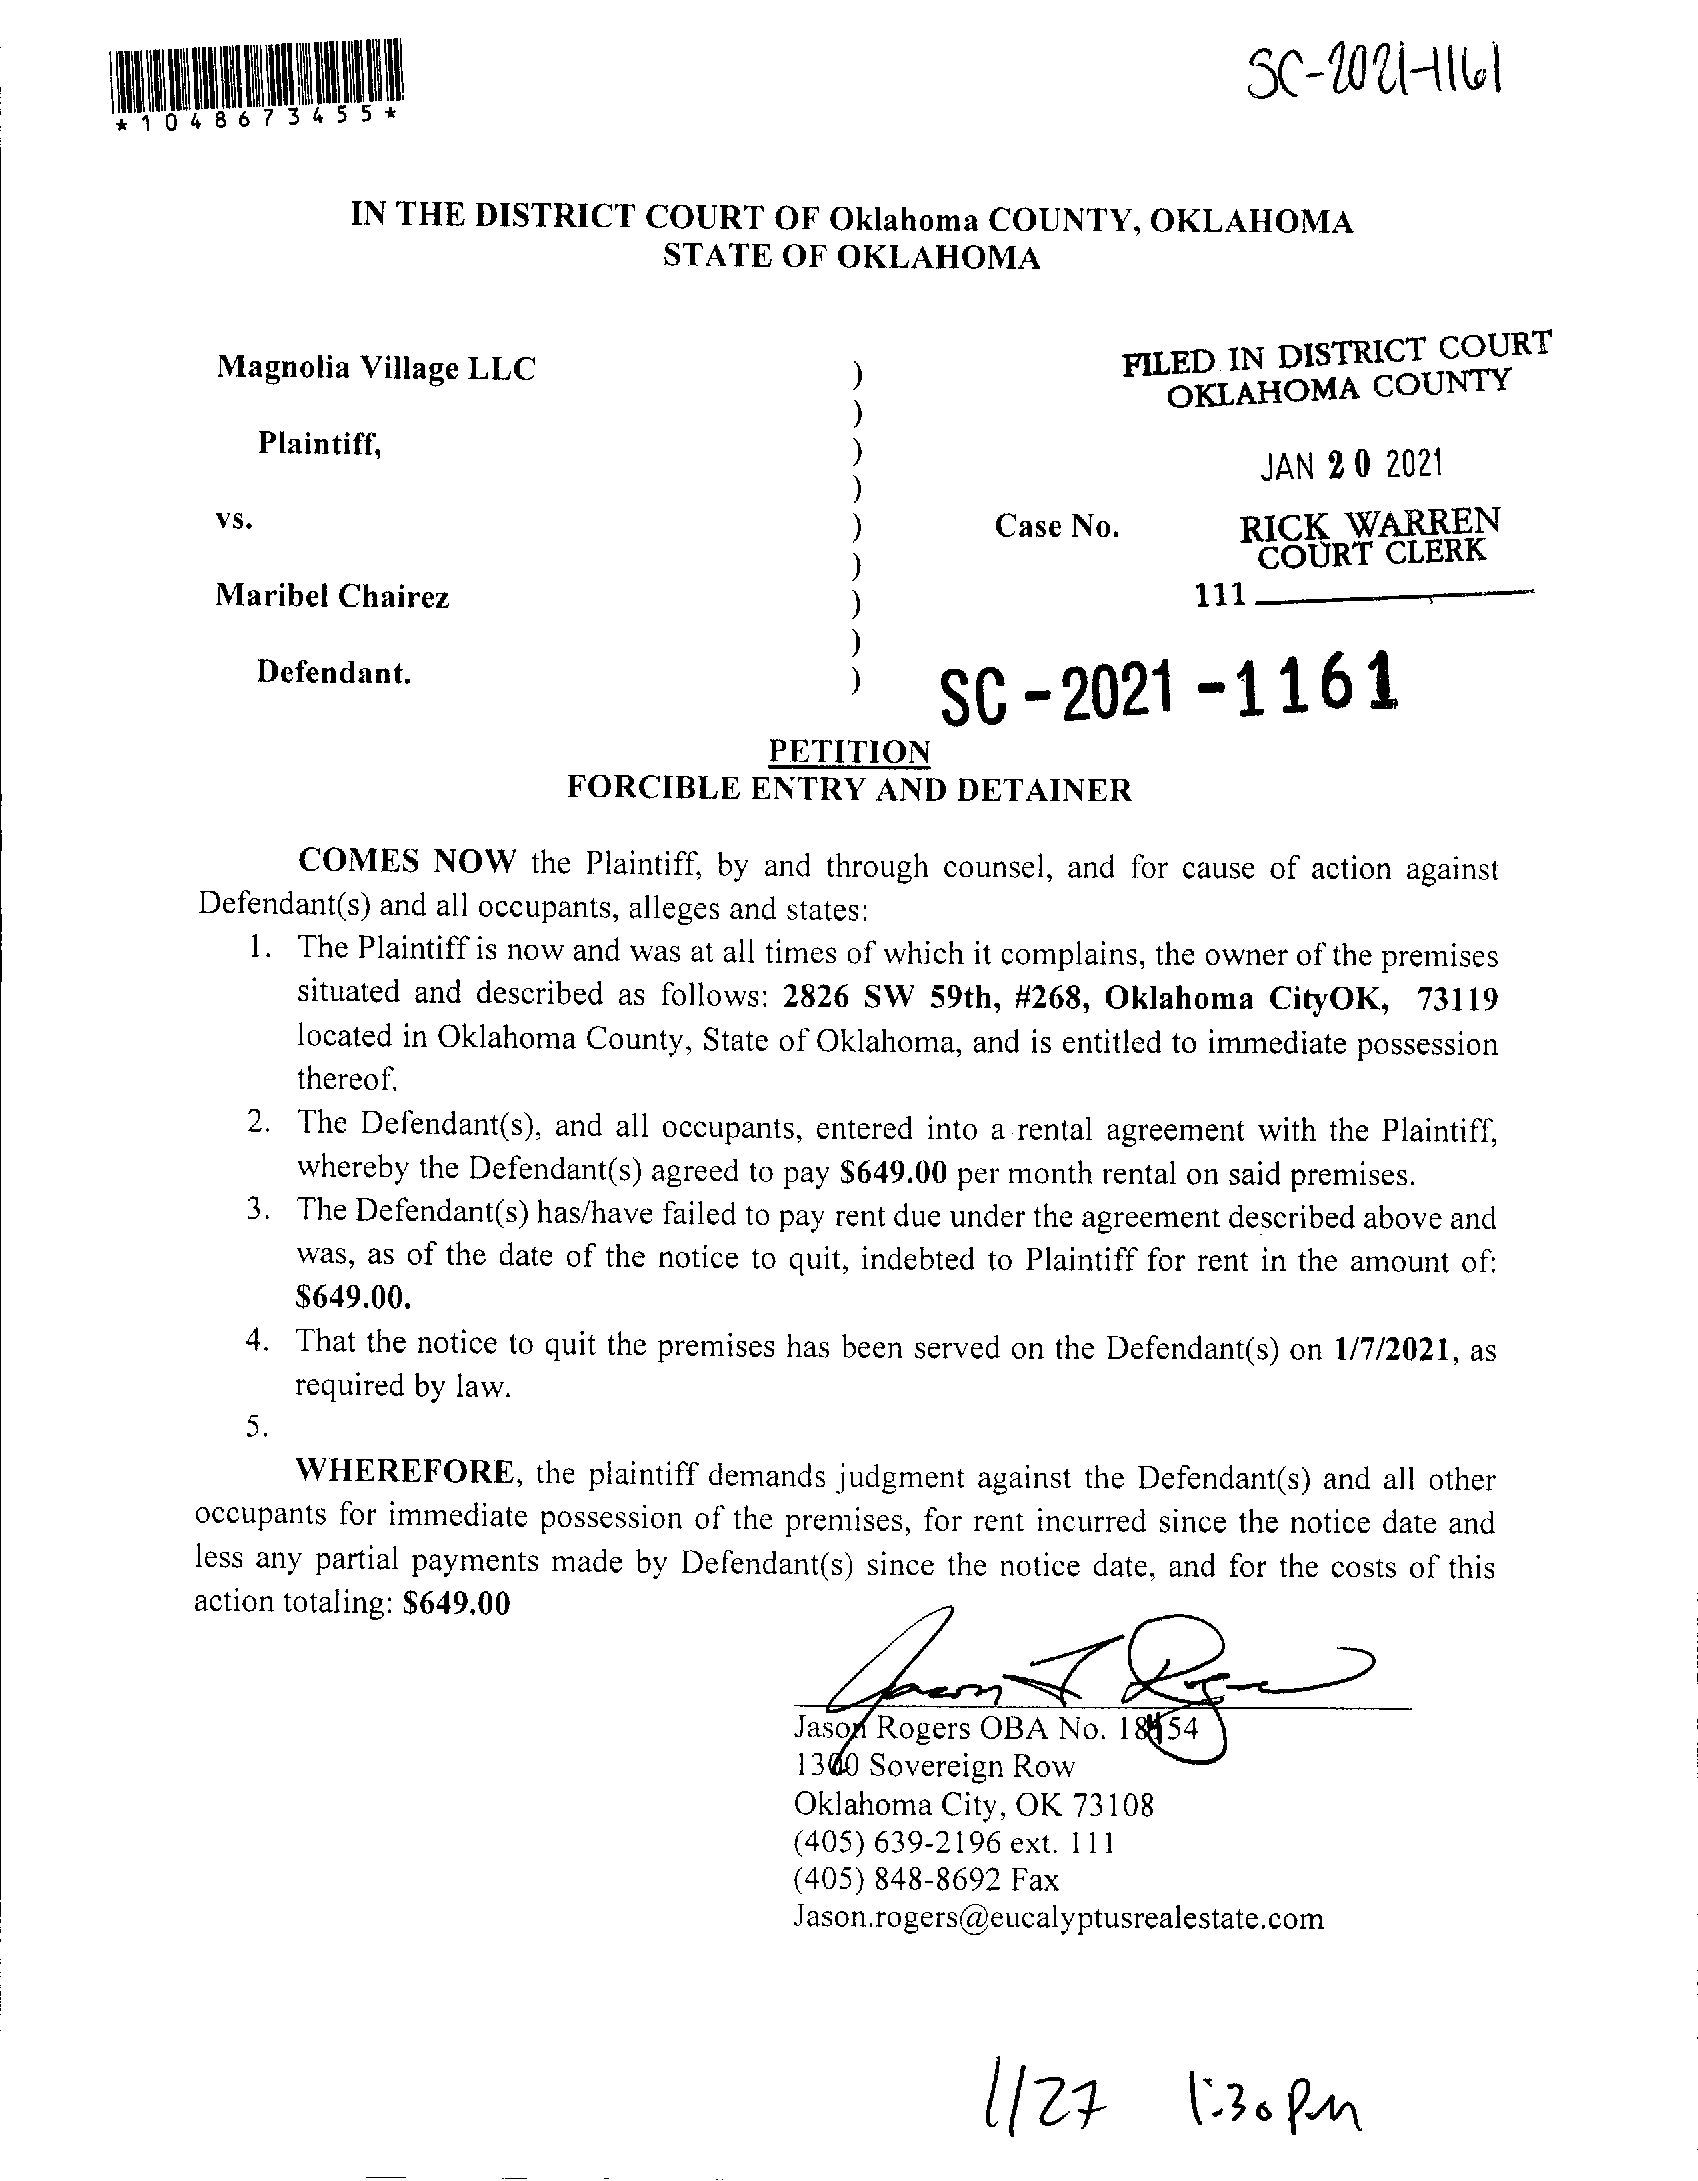 SC-2021-1161
*1048673455*
IN THE DISTRICT COURT OF Oklahoma COUNTY, OKLAHOMA
STATE OF OKLAHOMA
Magnolia Village LLC )
)
Plaintiff, )
)
vs. )
)
Maribel Chairez )
)
Defendant. )
FILED IN DISTRICT COURT
OKLAHOMA COUNTY
JAN 20 2021
Case No.
RICK WARREN
COURT CLERK
111
SC-2021-1161
PETITION
FORCIBLE ENTRY AND DETAINER
COMES NOW the Plaintiff, by and through counsel, and for cause of action against
Defendant(s) and all occupants, alleges and states:
1. The Plaintiff is now and was at all times of which it complains, the owner of the premises
situated and described as follows: 2826 SW 59th, #268, Oklahoma CityOK, 73119
located in Oklahoma County, State of Oklahoma, and is entitled to immediate possession
thereof.
2. The Defendant(s), and all occupants, entered into a rental agreement with the Plaintiff,
whereby the Defendant(s) agreed to pay $649.00 per month rental on said premises.
3. The Defendant(s) has/have failed to pay rent due under the agreement described above and
was, as of the date of the notice to quit, indebted to Plaintiff for rent in the amount of:
$649.00.
4. That the notice to quit the premises has been served on the Defendant(s) on 1/7/2021, as
required by law.
5.
WHEREFORE, the plaintiff demands judgment against the Defendant(s) and all other
occupants for immediate possession of the premises, for rent incurred since the notice date and
less any partial payments made by Defendant(s) since the notice date, and for the costs of this
action totaling: $649.00
Jason Rogers OBA No.
1300 Sovereign Row
Oklahoma City, OK 73108
(405) 639-2196 ext. 111
(405) 848-8692 Fax
Jason.rogers@eucalyptusrealestate.com
1/27 1:30 PM